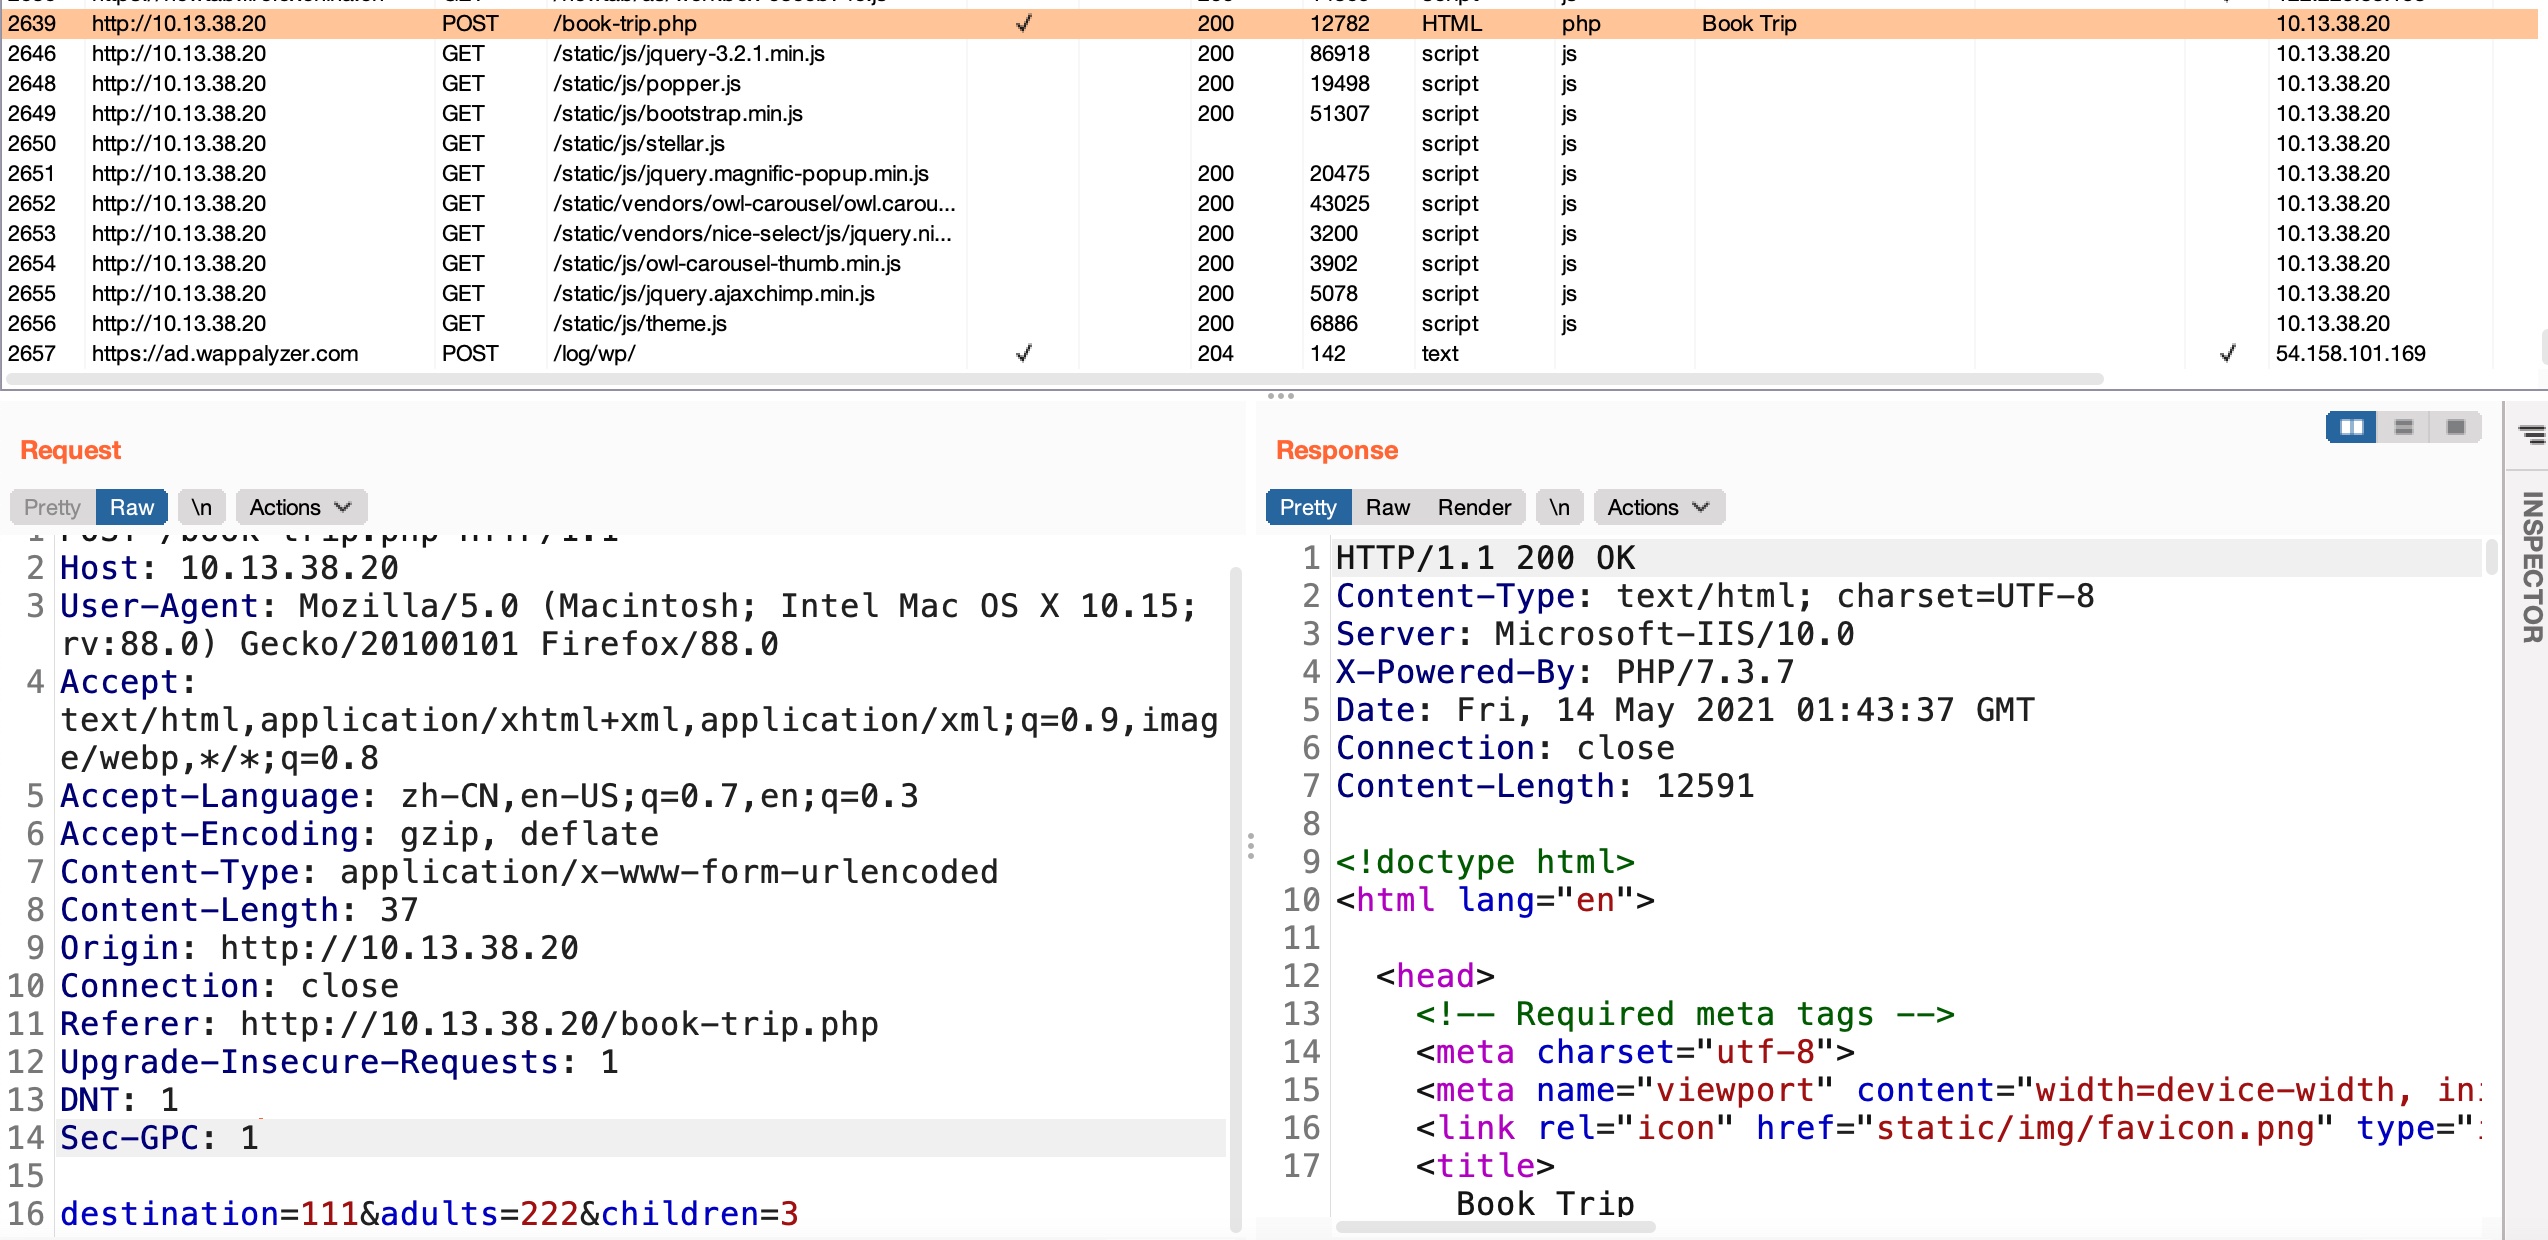 2639 http://10.13.38.20 POST /book-trip.php ✓ 200 12782 HTML php Book Trip 10.13.38.20
2646 http://10.13.38.20 GET /static/js/jquery-3.2.1.min.js 200 86918 script js 10.13.38.20
2648 http://10.13.38.20 GET /static/js/popper.js 200 19498 script js 10.13.38.20
2649 http://10.13.38.20 GET /static/js/bootstrap.min.js 200 51307 script js 10.13.38.20
2650 http://10.13.38.20 GET /static/js/stellar.js script js 10.13.38.20
2651 http://10.13.38.20 GET /static/js/jquery.magnific-popup.min.js 200 20475 script js 10.13.38.20
2652 http://10.13.38.20 GET /static/vendors/owl-carousel/owl.carou... 200 43025 script js 10.13.38.20
2653 http://10.13.38.20 GET /static/vendors/nice-select/js/jquery.ni... 200 3200 script js 10.13.38.20
2654 http://10.13.38.20 GET /static/js/owl-carousel-thumb.min.js 200 3902 script js 10.13.38.20
2655 http://10.13.38.20 GET /static/js/jquery.ajaxchimp.min.js 200 5078 script js 10.13.38.20
2656 http://10.13.38.20 GET /static/js/theme.js 200 6886 script js 10.13.38.20
2657 https://ad.wappalyzer.com POST /log/wp/ ✓ 204 142 text ✓ 54.158.101.169
Request
Pretty Raw \n Actions
1 POST /book-trip.php HTTP/1.1
2 Host: 10.13.38.20
3 User-Agent: Mozilla/5.0 (Macintosh; Intel Mac OS X 10.15;
rv:88.0) Gecko/20100101 Firefox/88.0
4 Accept:
text/html,application/xhtml+xml,application/xml;q=0.9,imag
e/webp,*/*;q=0.8
5 Accept-Language: zh-CN,en-US;q=0.7,en;q=0.3
6 Accept-Encoding: gzip, deflate
7 Content-Type: application/x-www-form-urlencoded
8 Content-Length: 37
9 Origin: http://10.13.38.20
10 Connection: close
11 Referer: http://10.13.38.20/book-trip.php
12 Upgrade-Insecure-Requests: 1
13 DNT: 1
14 Sec-GPC: 1
15
16 destination=111&adults=222&children=3
Response
Pretty Raw Render \n Actions
1 HTTP/1.1 200 OK
2 Content-Type: text/html; charset=UTF-8
3 Server: Microsoft-IIS/10.0
4 X-Powered-By: PHP/7.3.7
5 Date: Fri, 14 May 2021 01:43:37 GMT
6 Connection: close
7 Content-Length: 12591
8
9 <!doctype html>
10 <html lang="en">
11
12 <head>
13 <!-- Required meta tags -->
14 <meta charset="utf-8">
15 <meta name="viewport" content="width=device-width, ini
16 <link rel="icon" href="static/img/favicon.png" type="
17 <title>
Book Trip
INSPECTOR